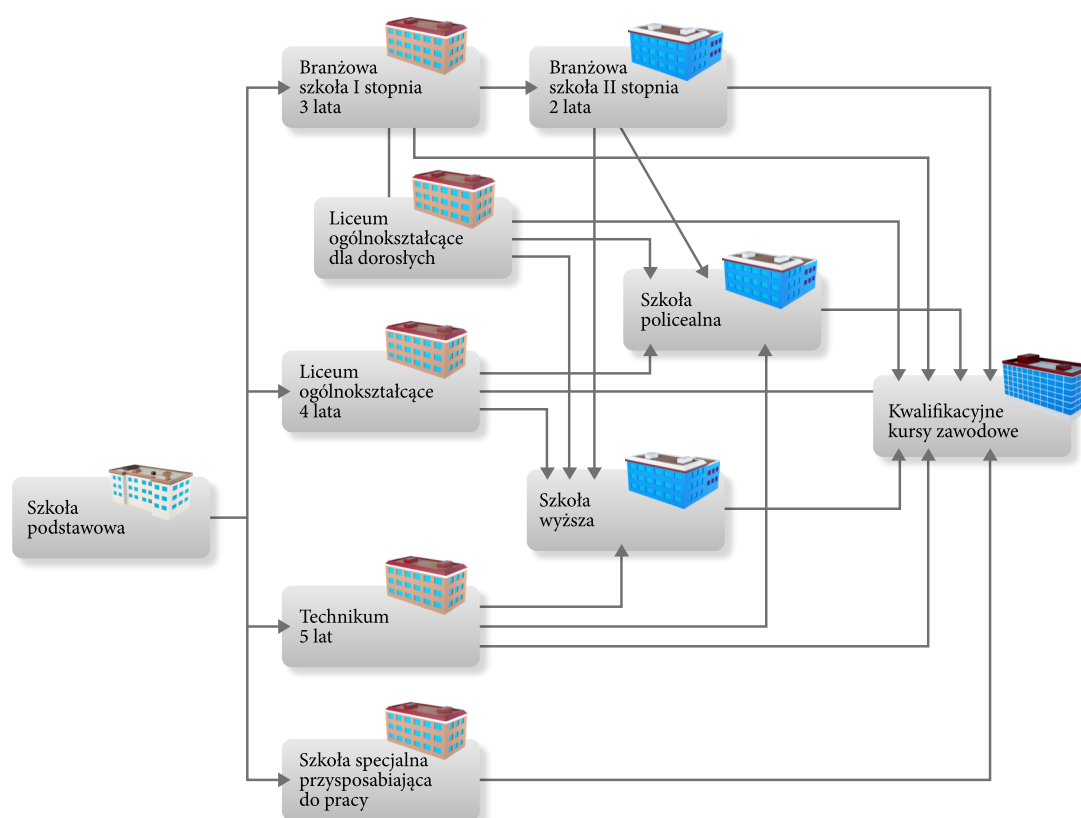 Branżowa
szkoła I stopnia
3 lata
Branżowa
szkoła II stopnia
2 lata
Liceum
ogólnokształcące
dla dorosłych
Szkoła
policealna
Liceum
ogólnokształcące
4 lata
Kwalifikacyjne
kursy zawodowe
Szkoła
podstawowa
Szkoła
wyższa
Technikum
5 lat
Szkoła specjalna
przysposabiająca
do pracy